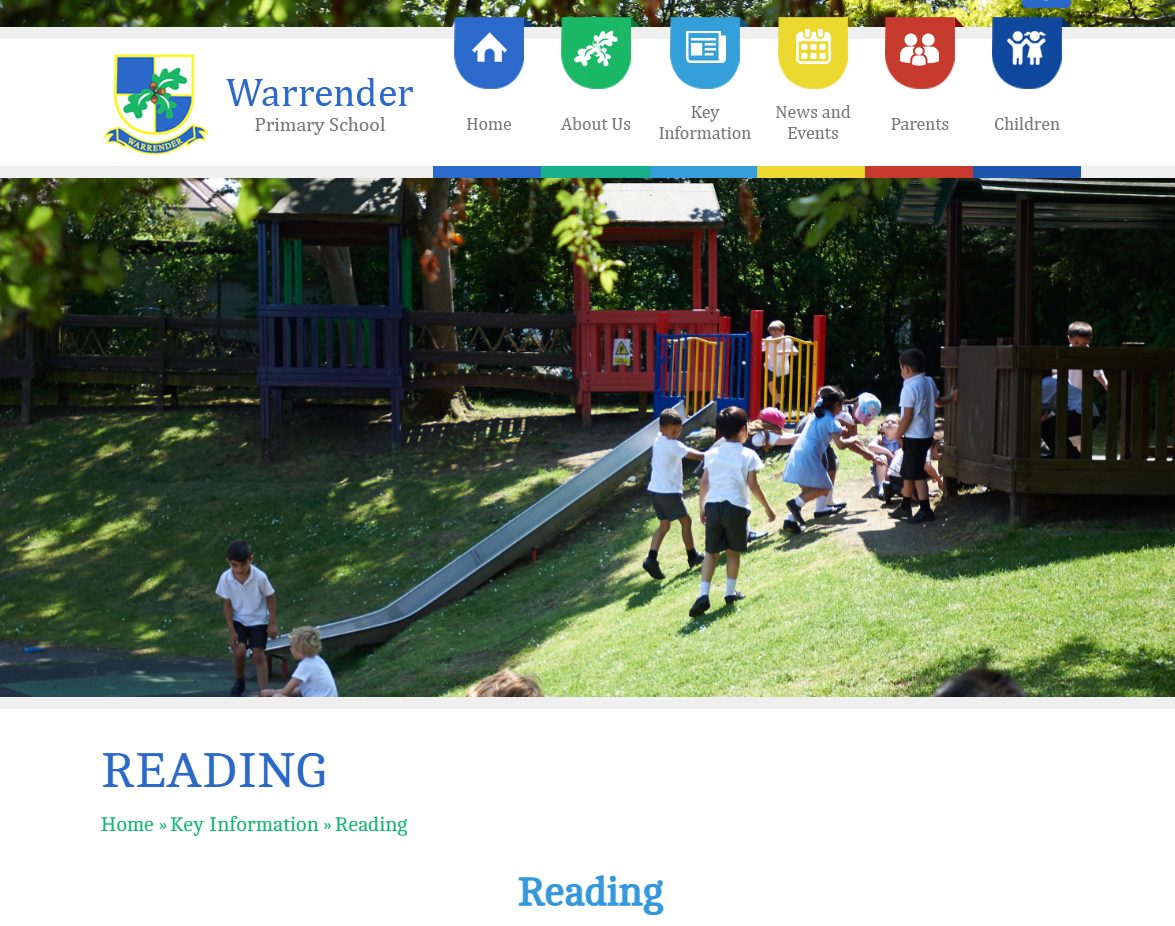 WARRENDER
Warrender
Primary School
Home
About Us
Key
Information
News and
Events
Parents
Children
READING
Home » Key Information » Reading
Reading